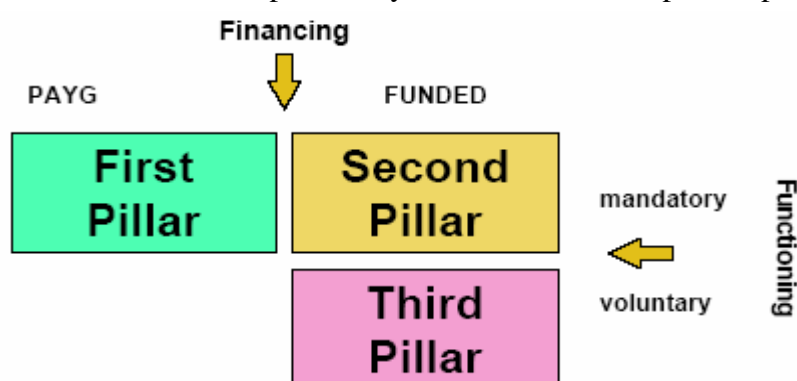 Financing
PAYG
FUNDED
First
Pillar
Second
Pillar
mandatory
Functioning
voluntary
Third
Pillar